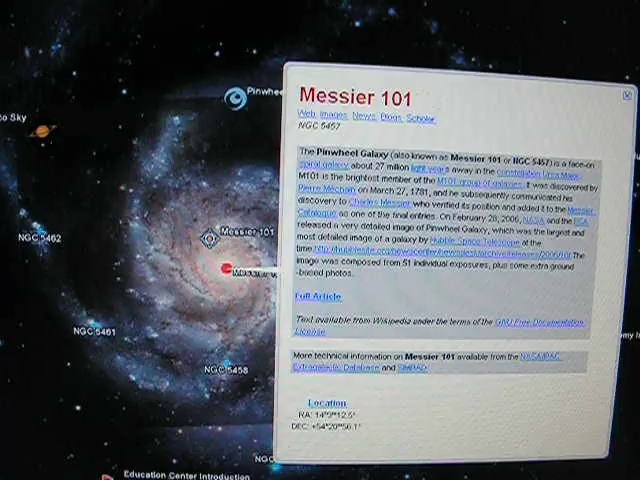 Pinwhe
Messier 101
Web Images News Blogs Scholar
NGC 5457
co Sky
The Pinwheel Galaxy (also known as Messier 101 or NGC 5457) is a face-on
spiral galaxy about 27 million light years away in the constellation Ursa Major.
M101 is the brightest member of the M101 group of galaxies. It was discovered by
Pierre Méchain on March 27, 1781, and he subsequently communicated his
discovery to Charles Messier who verified its position and added it to the Messier
Catalogue as one of the final entries. On February 28, 2006, NASA and the ESA
released a very detailed image of Pinwheel Galaxy, which was the largest and
most detailed image of a galaxy by Hubble Space Telescope at the
time. The
image was composed from 51 individual exposures, plus some extra ground
-based photos.
Messier 101
NGC 5462
Messier
Full Article
Text available from Wikipedia under the terms of the GNU Free Documentation
License
NGC 5461
NGC 5458
More technical information on Messier 101 available from the NASA/IPAC
Extragalactic Database and SIMBAD
Location
RA: 14h3m12.5s
DEC: +54°20'56.1"
NGC
Education Center Introduction